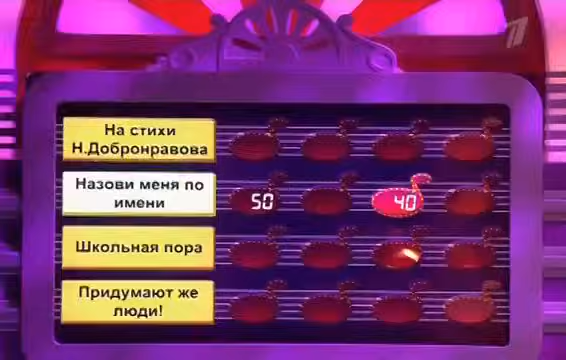 На стихи
Н.Добронравова
Назови меня по
имени
50
40
Школьная пора
Придумают же
люди!